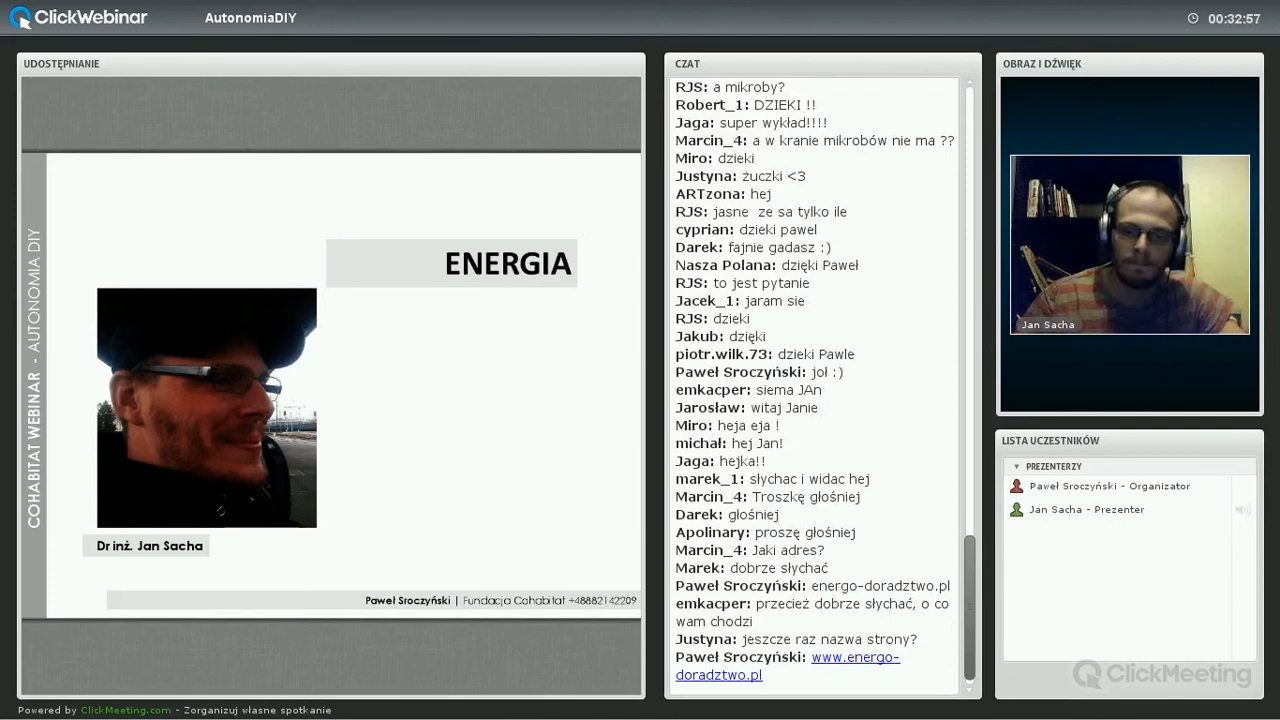 ClickWebinar
AutonomiaDIY
00:32:57
UDOSTĘPNIANIE
COHABITAT WEBINAR - AUTONOMIA DIY
ENERGIA
Dr inż. Jan Sacha
Paweł Sroczyński | Fundacja Cohabitat +48882142209
CZAT
RJS: a mikroby?
Robert_1: DZIEKI !!
Jaga: super wykład!!!!
Marcin_4: a w kranie mikrobów nie ma ??
Miro: dzieki
Justyna: żuczki <3
ARTzona: hej
RJS: jasne ze sa tylko ile
cyprian: dzieki pawel
Darek: fajnie gadasz :)
Nasza Polana: dzięki Paweł
RJS: to jest pytanie
Jacek_1: jaram sie
RJS: dzieki
Jakub: dzięki
piotr.wilk.73: dzieki Pawle
Paweł Sroczyński: joł :)
emkacper: siema JAn
Jarosław: witaj Janie
Miro: heja eja !
michał: hej Jan!
Jaga: hejka!!
marek_1: słychac i widac hej
Marcin_4: Troszkę głośniej
Darek: głośniej
Apolinary: proszę głośniej
Marcin_4: Jaki adres?
Marek: dobrze słychać
Paweł Sroczyński: energo-doradztwo.pl
emkacper: przecież dobrze słychać, o co
wam chodzi
Justyna: jeszcze raz nazwa strony?
Paweł Sroczyński: www.energo-
doradztwo.pl
OBRAZ I DŹWIĘK
Jan Sacha
LISTA UCZESTNIKÓW
PREZENTERZY
Paweł Sroczyński - Organizator
Jan Sacha - Prezenter
ClickMeeting
Powered by ClickMeeting.com - Zorganizuj własne spotkanie